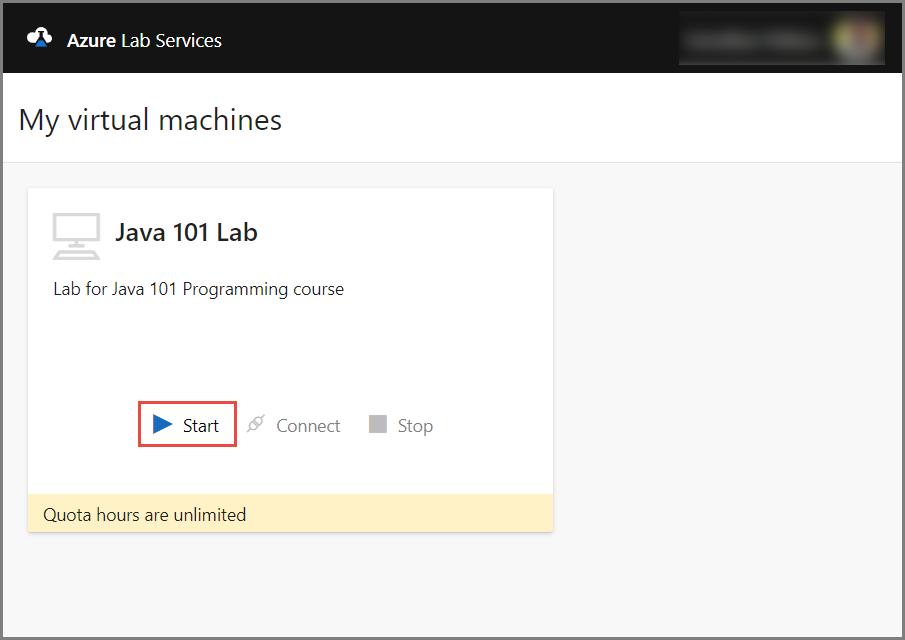 Azure Lab Services
My virtual machines
Java 101 Lab
Lab for Java 101 Programming course
Start Connect Stop
Quota hours are unlimited